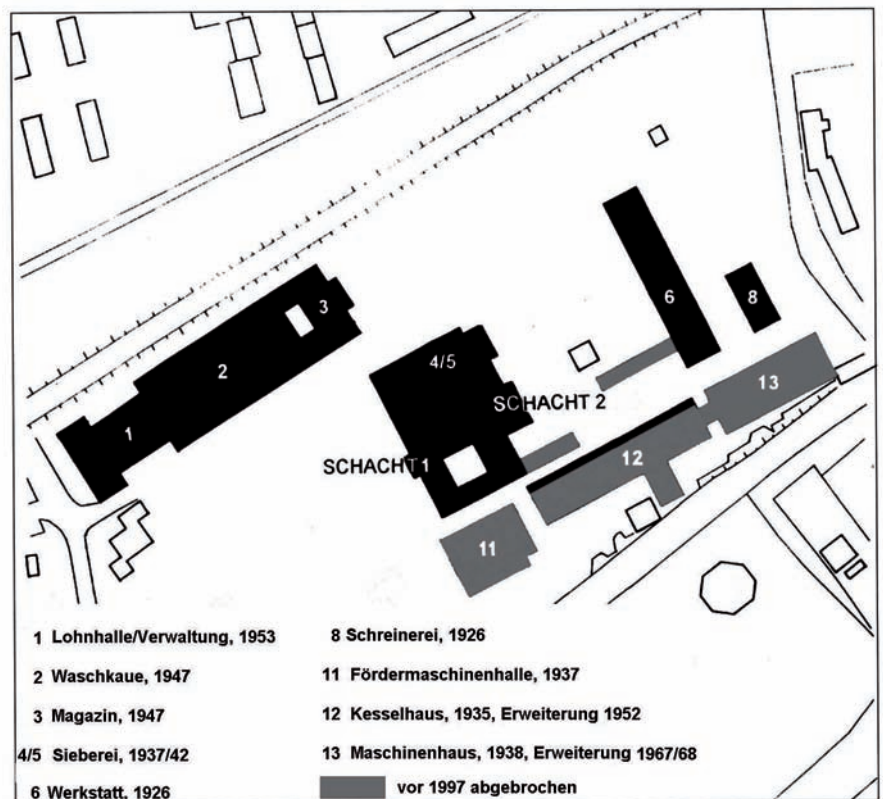 6
8
3
4/5
2
13
SCHACHT 2
1
12
SCHACHT 1
11
1 Lohnhalle/Verwaltung, 1953
2 Waschkaue, 1947
3 Magazin, 1947
4/5 Sieberei, 1937/42
6 Werkstatt, 1926
8 Schreinerei, 1926
11 Fördermaschinenhalle, 1937
12 Kesselhaus, 1935, Erweiterung 1952
13 Maschinenhaus, 1938, Erweiterung 1967/68
vor 1997 abgebrochen